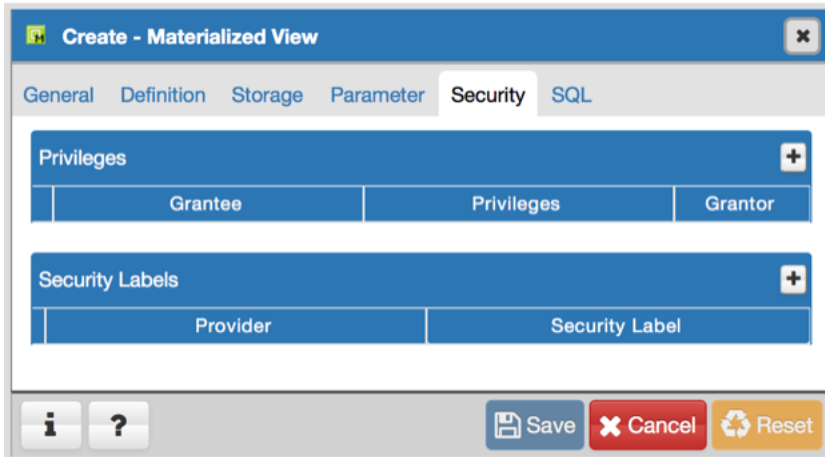 Create - Materialized View
General Definition Storage Parameter Security SQL
Privileges
Grantee Privileges Grantor
Security Labels
Provider Security Label
i ? Save Cancel Reset